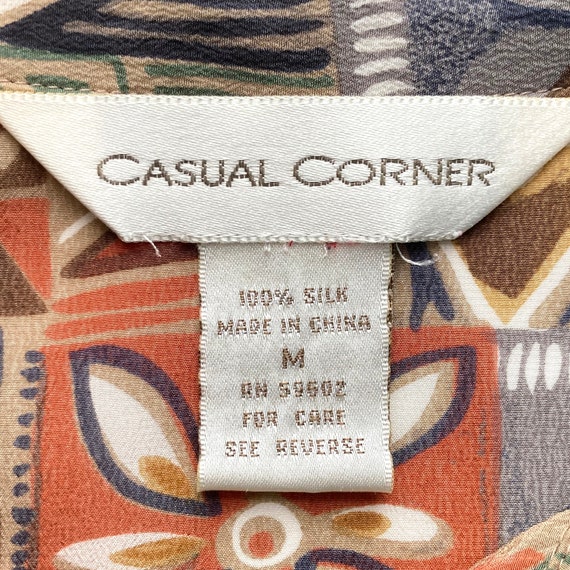 CASUAL CORNER
100% SILK
MADE IN CHINA
M
RN 59602
FOR CARE
SEE REVERSE